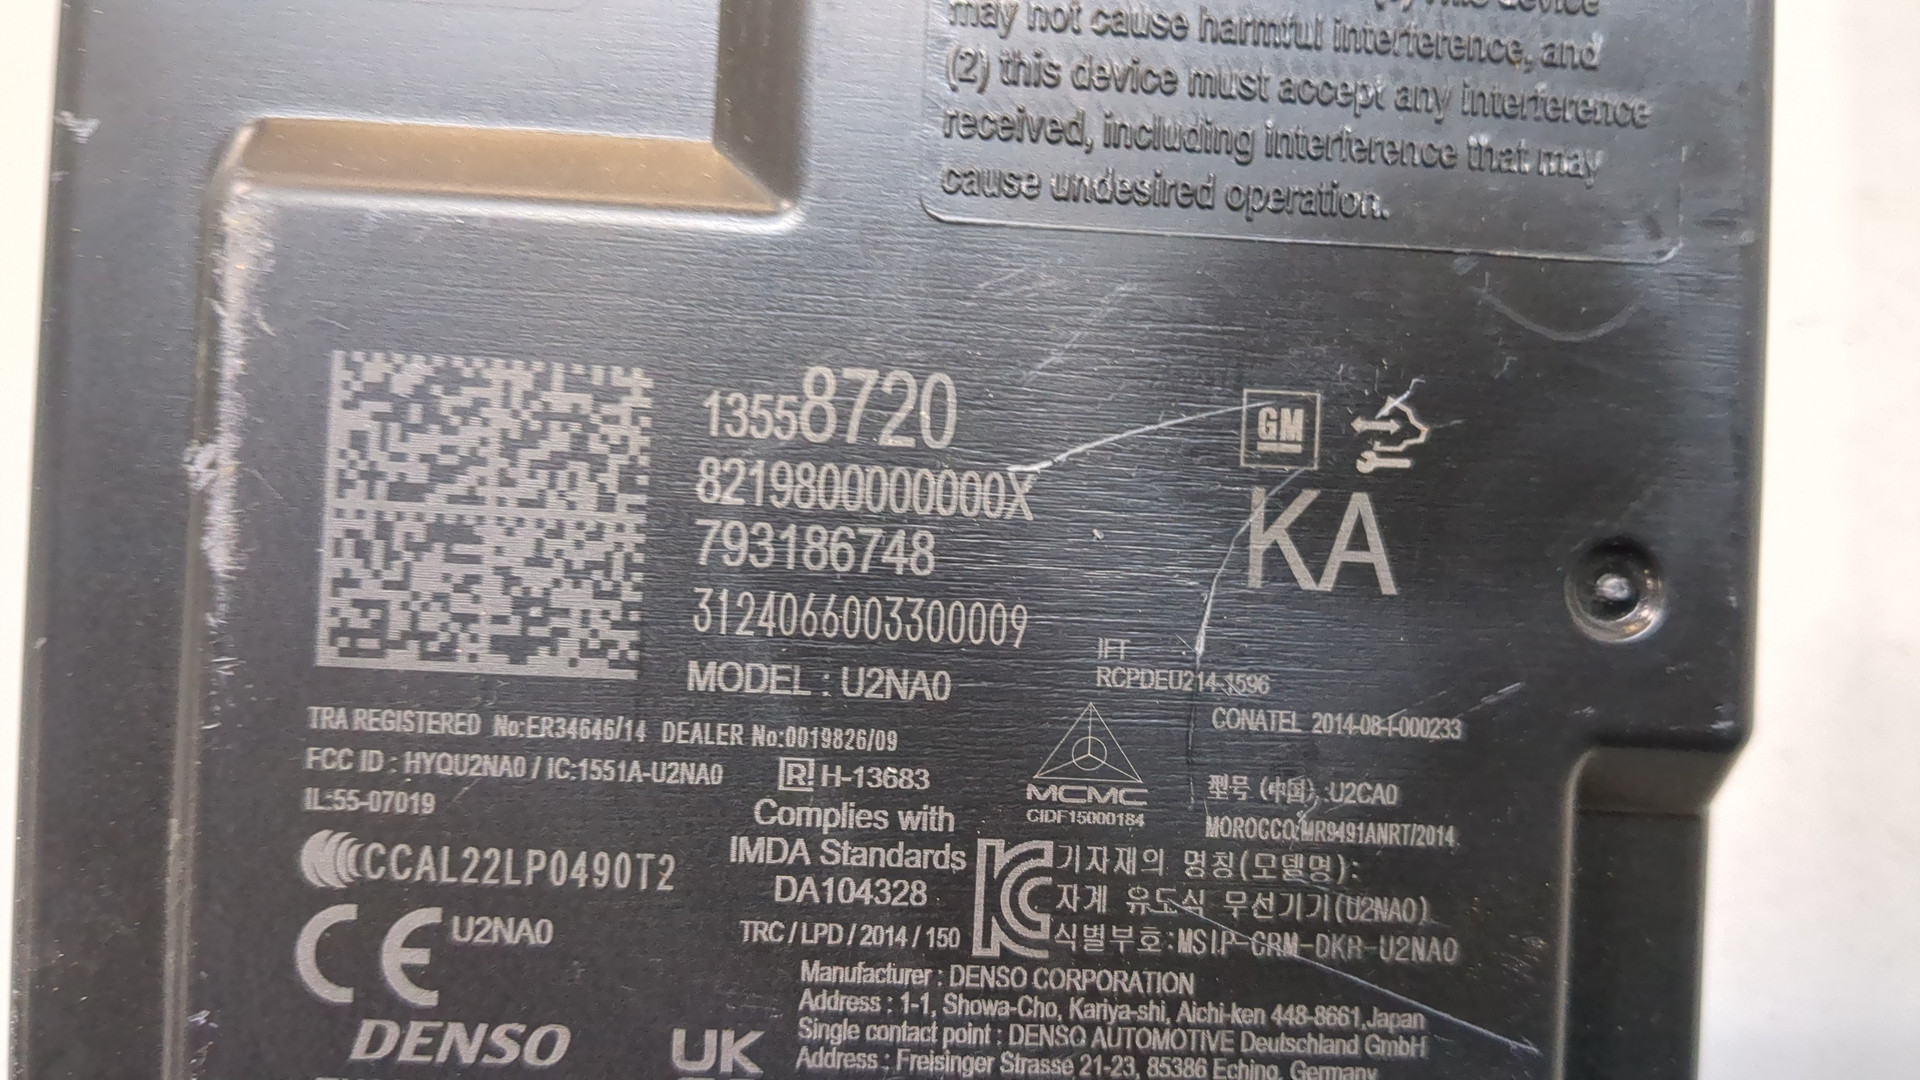 may not cause harmful interference, and
(2) this device must accept any interference
received, including interference that may
cause undesired operation.
13558720
8219800000000X
793186748
3124066003300009
MODEL : U2NA0
GM
KA
IFT
RCPDEU214-1596
TRA REGISTERED No:ER34646/14 DEALER No:0019826/09
CONATEL 2014-08-I-000233
FCC ID : HYQU2NA0 / IC:1551A-U2NA0
R H-13683
IL:55-07019
MCMC
CIDF15000184
型号 (中国) :U2CA0
MOROCCO:MR9491ANRT/2014
Complies with
IMDA Standards
DA104328
TRC / LPD / 2014 / 150
CCAL22LP0490T2
CE U2NA0
기자재의 명칭(모델명):
자계 유도식 무선기기(U2NA0)
식별부호:MSIP-CRM-DKR-U2NA0
Manufacturer : DENSO CORPORATION
Address : 1-1, Showa-Cho, Kariya-shi, Aichi-ken 448-8661,Japan
Single contact point : DENSO AUTOMOTIVE Deutschland GmbH
Address : Freisinger Strasse 21-23, 85386 Eching, Germany
DENSO
UK